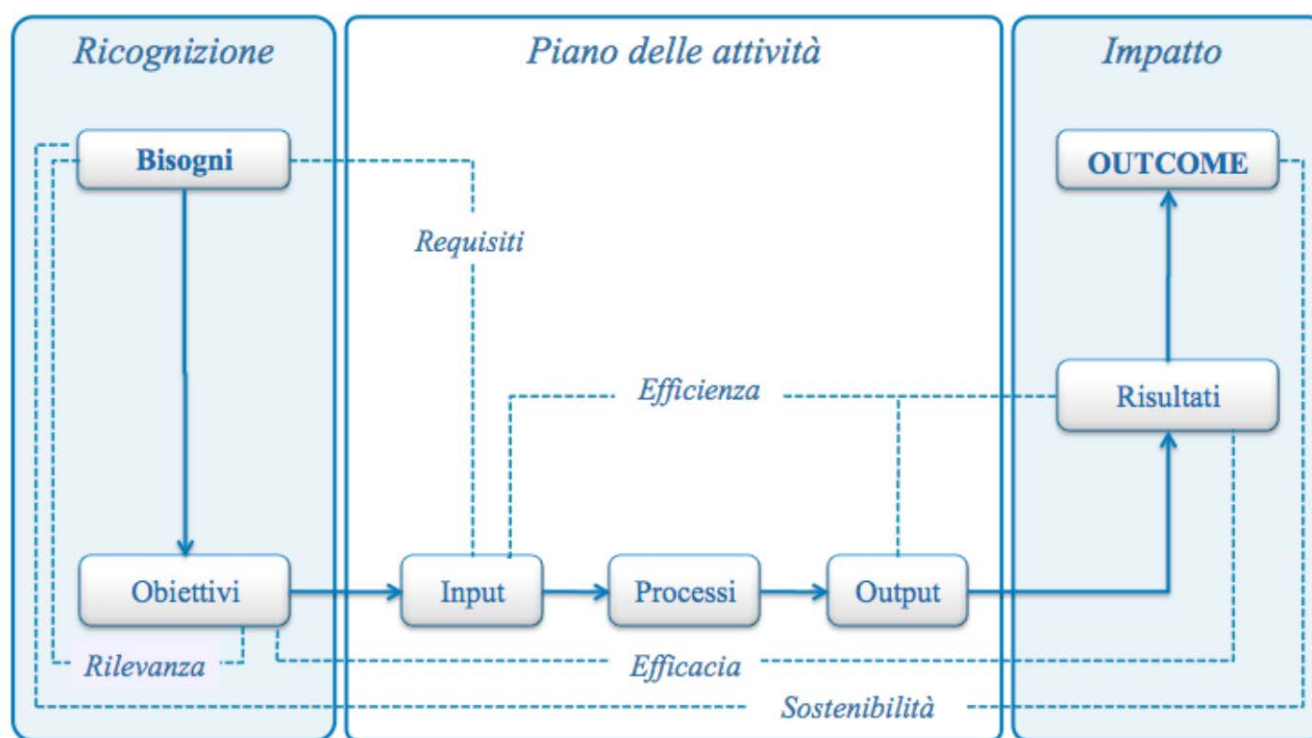 Ricognizione
Piano delle attività
Impatto
Bisogni
OUTCOME
Requisiti
Efficienza
Risultati
Obiettivi
Input
Processi
Output
Rilevanza
Efficacia
Sostenibilità